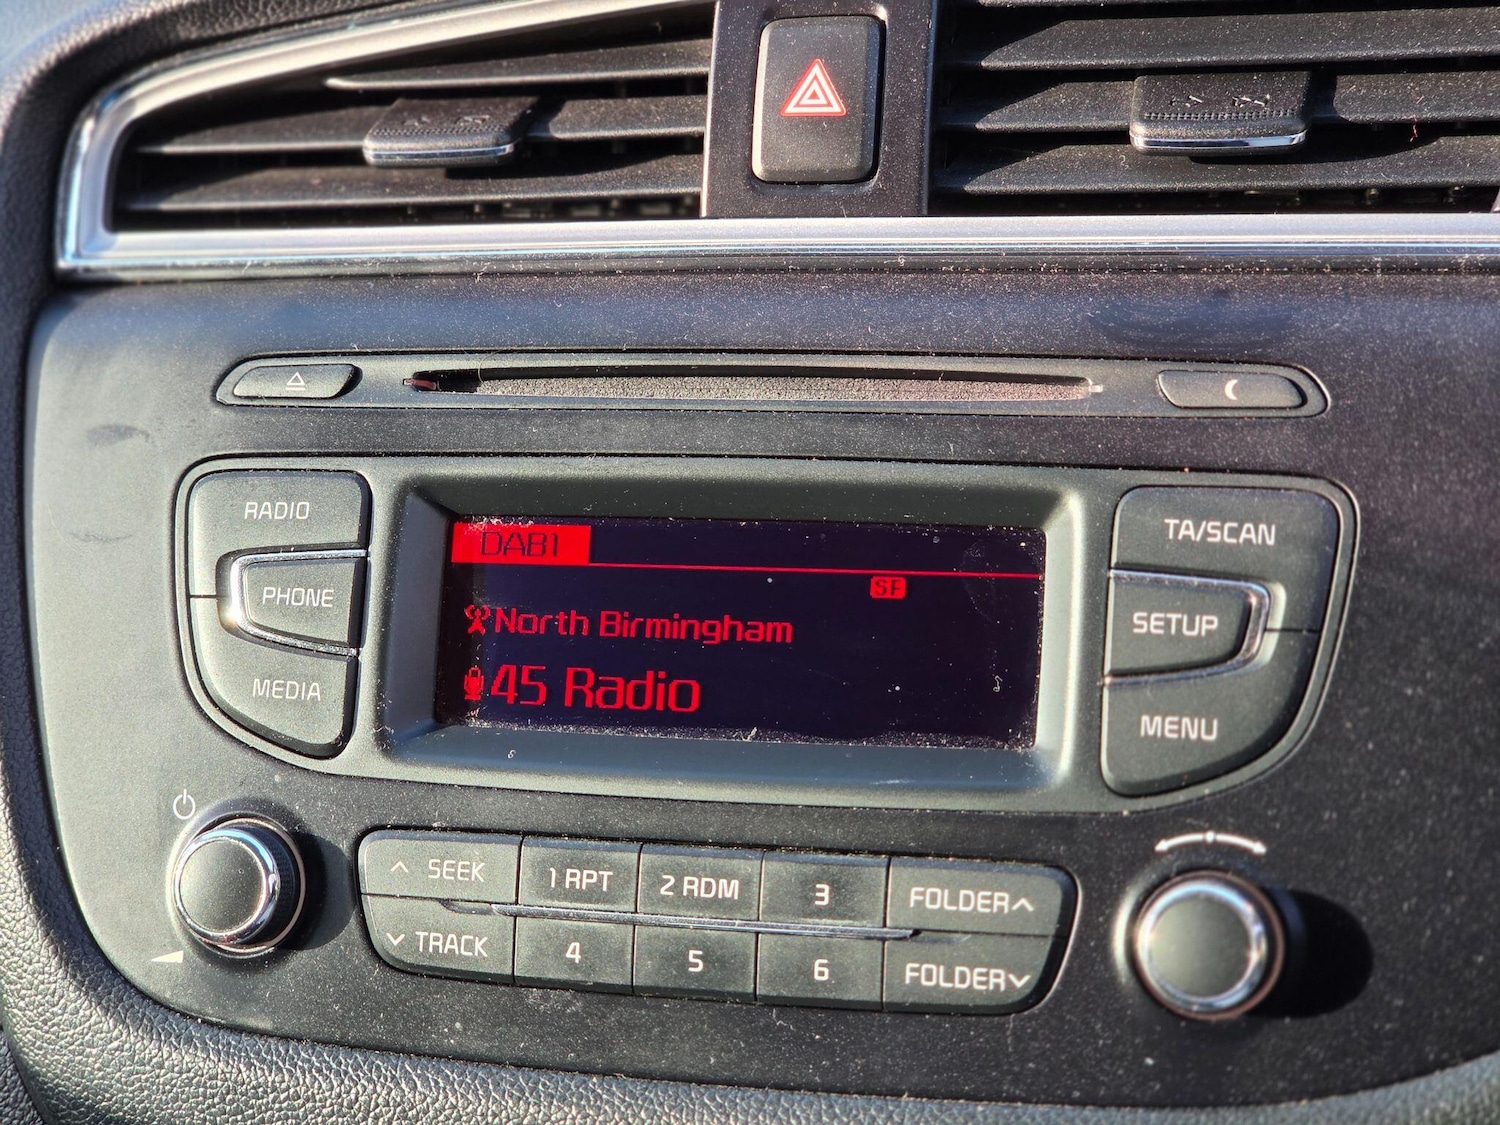 RADIO
PHONE
MEDIA
DAB1
SF
North Birmingham
45 Radio
TA/SCAN
SETUP
MENU
SEEK
TRACK
1 RPT
2 RDM
3
4
5
6
FOLDER
FOLDER